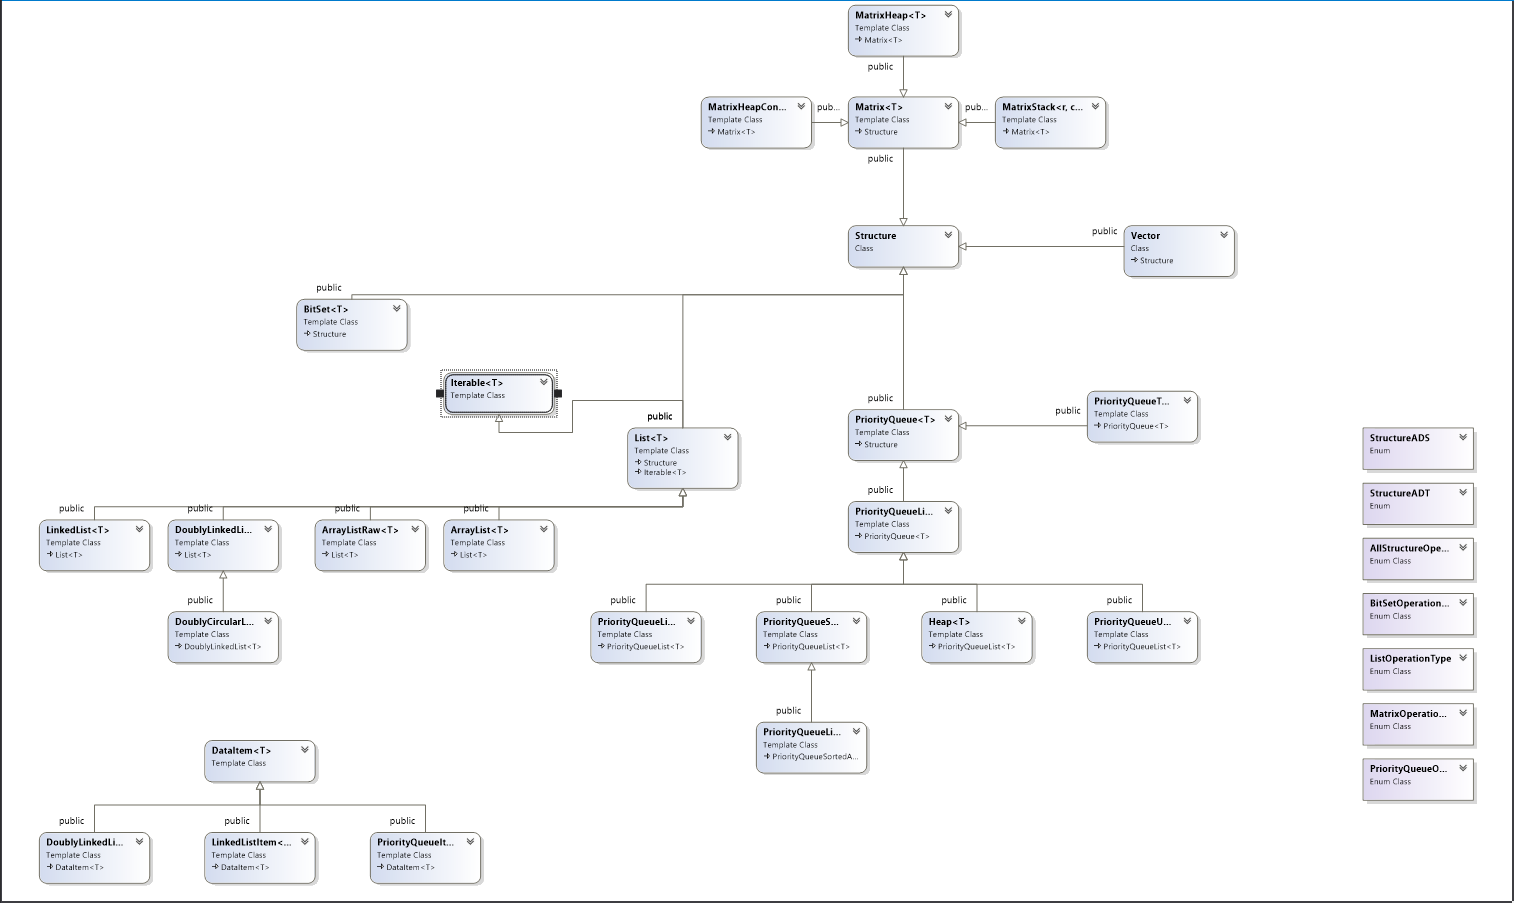 MatrixHeap<T>
Template Class
Matrix<T>
public
MatrixHeapCon...
Template Class
Matrix<T>
pub...
Matrix<T>
Template Class
Structure
pub...
MatrixStack<r, c...
Template Class
Matrix<T>
public
Structure
Class
public
Vector
Class
Structure
public
BitSet<T>
Template Class
Structure
Iterable<T>
Template Class
public
List<T>
Template Class
Structure
Iterable<T>
public
PriorityQueue<T>
Template Class
Structure
public
PriorityQueueT...
Template Class
PriorityQueue<T>
public
PriorityQueueLi...
Template Class
PriorityQueue<T>
public
LinkedList<T>
Template Class
List<T>
public
DoublyLinkedLi...
Template Class
List<T>
public
ArrayListRaw<T>
Template Class
List<T>
public
ArrayList<T>
Template Class
List<T>
public
DoublyCircularL...
Template Class
DoublyLinkedList<T>
public
PriorityQueueLi...
Template Class
PriorityQueueList<T>
public
PriorityQueueS...
Template Class
PriorityQueueList<T>
public
Heap<T>
Template Class
PriorityQueueList<T>
public
PriorityQueueU...
Template Class
PriorityQueueList<T>
public
PriorityQueueLi...
Template Class
PriorityQueueSortedA...
DataItem<T>
Template Class
public
DoublyLinkedLi...
Template Class
DataItem<T>
public
LinkedListItem<...
Template Class
DataItem<T>
public
PriorityQueueIt...
Template Class
DataItem<T>
StructureADS
Enum
StructureADT
Enum
AllStructureOpe...
Enum Class
BitSetOperation...
Enum Class
ListOperationType
Enum Class
MatrixOperatio...
Enum Class
PriorityQueueO...
Enum Class